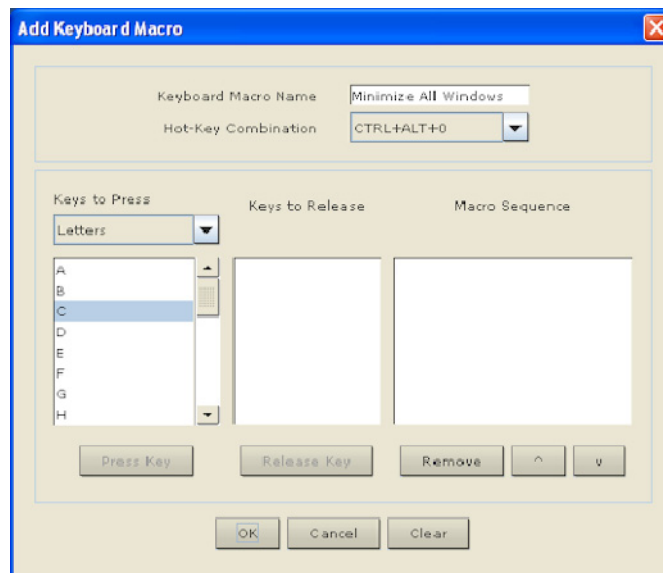 Add Keyboard Macro
Keyboard Macro Name Minimize All Windows
Hot-Key Combination CTRL+ALT+0
Keys to Press Keys to Release Macro Sequence
Letters
A
B
C
D
E
F
G
H
Press Key Release Key Remove ^ v
OK Cancel Clear